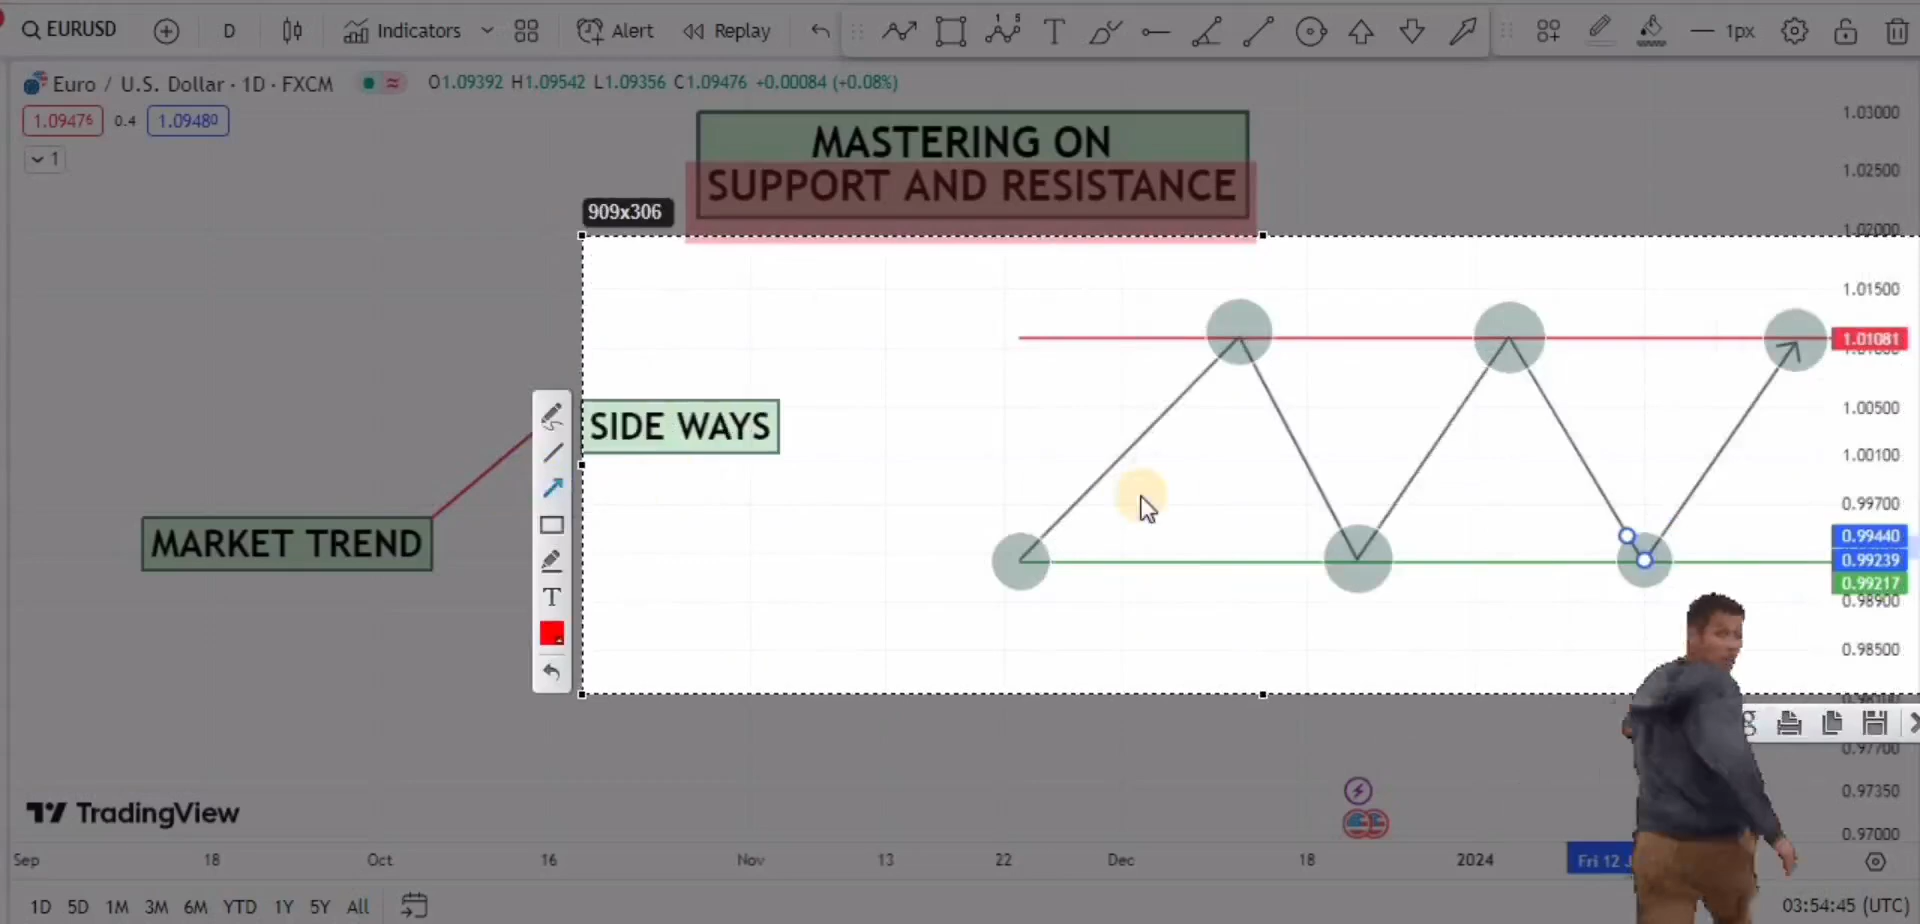 EURUSD
D
Indicators
Alert
Replay
1px
Euro / U.S. Dollar · 1D · FXCM
O1.09392 H1.09542 L1.09356 C1.09476 +0.00084 (+0.08%)
1.09476
0.4
1.09480
1
MASTERING ON
SUPPORT AND RESISTANCE
909x306
SIDE WAYS
MARKET TREND
T
1.03000
1.02500
1.02000
1.01500
1.01081
1.00500
1.00100
0.99700
0.99440
0.99239
0.99217
0.98900
0.98500
0.97700
0.97350
0.97000
TradingView
Sep 18 Oct 16 Nov 13 22 Dec 18 2024 Fri 12
1D 5D 1M 3M 6M YTD 1Y 5Y All
03:54:45 (UTC)